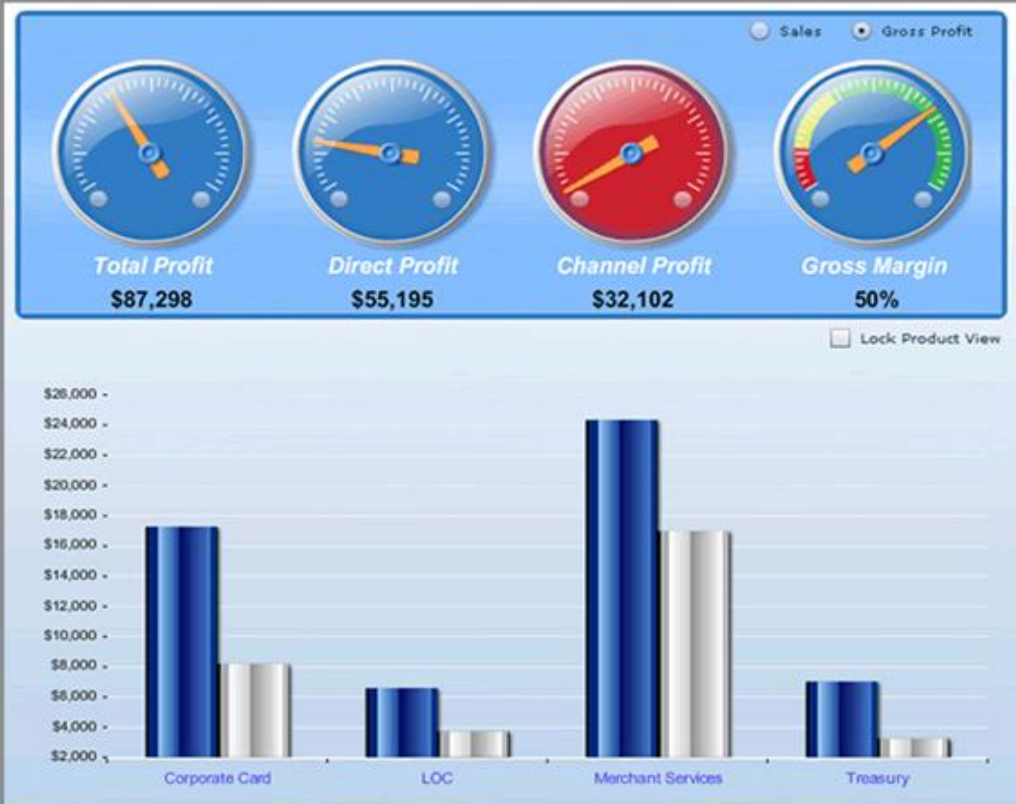 Sales Gross Profit
Total Profit Direct Profit Channel Profit Gross Margin
$87,298 $55,195 $32,102 50%
Lock Product View
$26,000
$24,000
$22,000
$20,000
$18,000
$16,000
$14,000
$12,000
$10,000
$8,000
$6,000
$4,000
$2,000
Corporate Card LOC Merchant Services Treasury